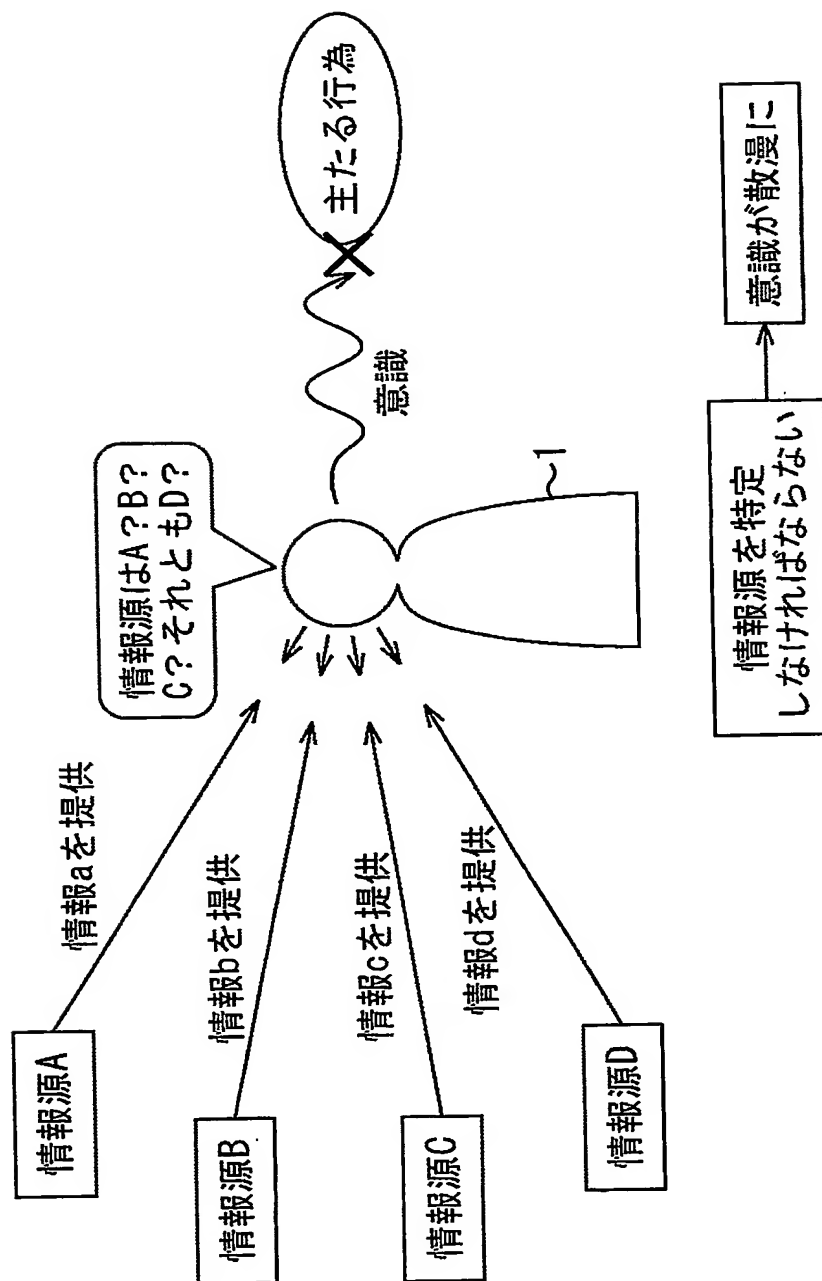 情報源A
情報源B
情報源C
情報源D
情報aを提供
情報bを提供
情報cを提供
情報dを提供
情報源はA?B?
C?それともD?
意識
主たる行為
1
情報源を特定
しなければならない
意識が散漫に